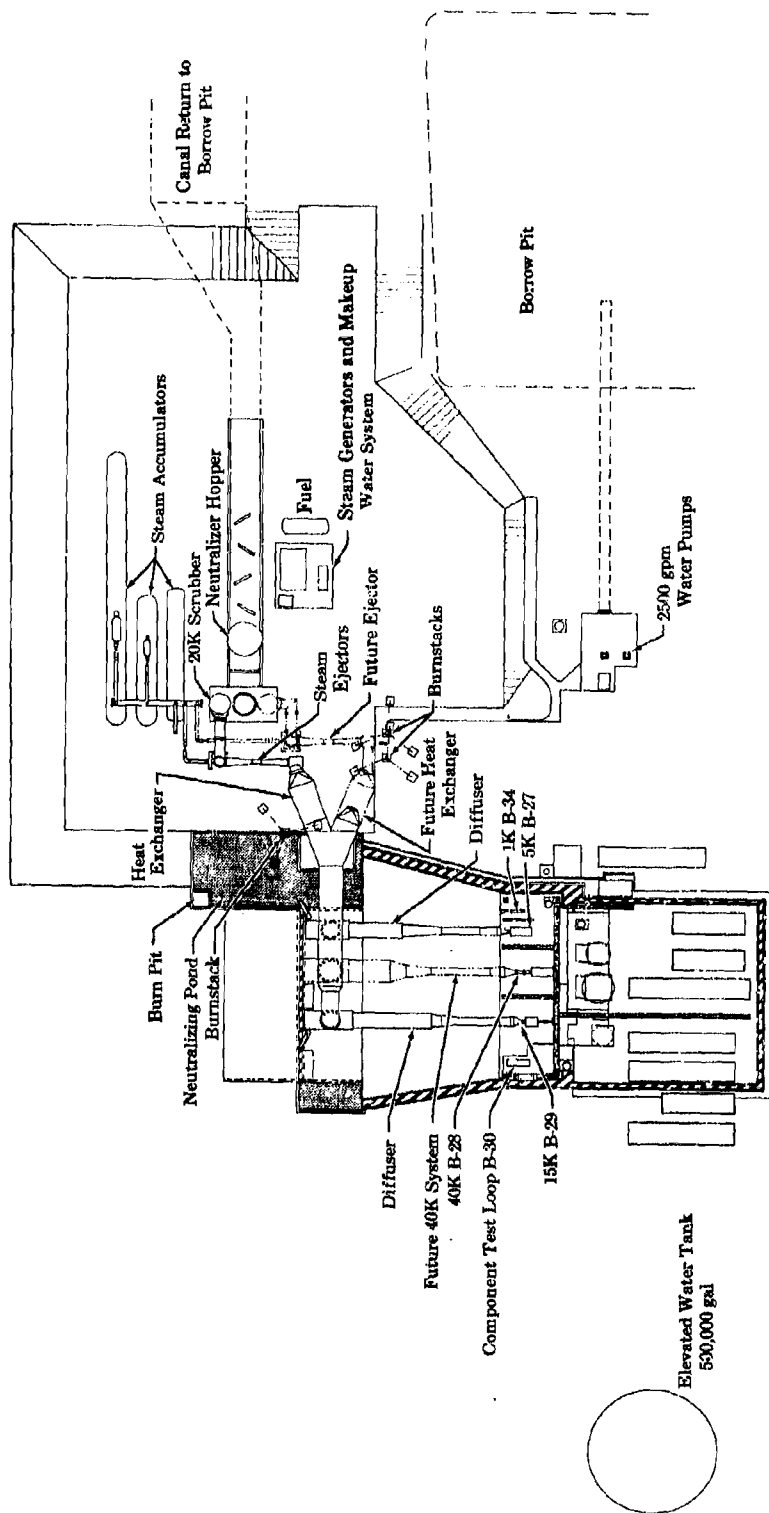 Canal Return to
Borrow Pit
Steam Accumulators
20K Scrubber
Neutralizer Hopper
Fuel
Steam Generators and Makeup
Water System
Borrow Pit
Heat
Exchanger
Steam
Ejectors
Future Ejector
Burnstacks
2500 gpm
Water Pumps
Burn Pit
Neutralizing Pond
Burnstack
Future Heat
Exchanger
Diffuser
1K B-34
5K B-27
Diffuser
Future 40K System
40K B-28
Component Test Loop B-30
15K B-29
Elevated Water Tank
500,000 gal